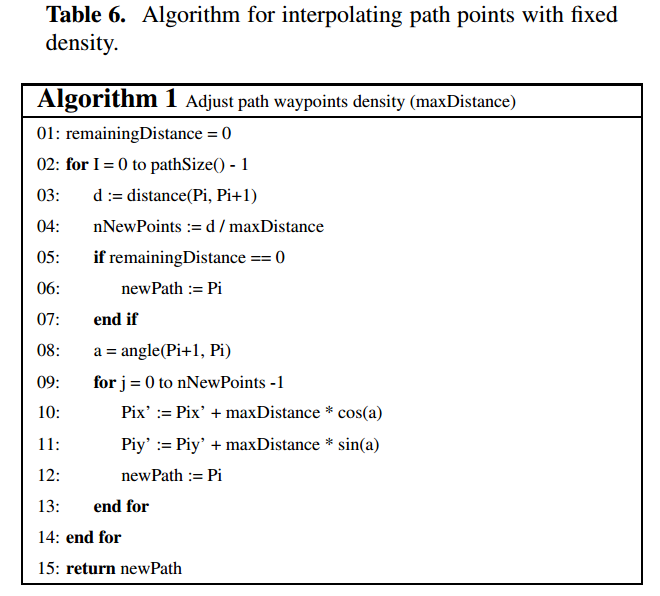 Table 6. Algorithm for interpolating path points with fixed
density.
Algorithm 1 Adjust path waypoints density (maxDistance)
01: remainingDistance = 0
02: for I = 0 to pathSize() - 1
03: d := distance(Pi, Pi+1)
04: nNewPoints := d / maxDistance
05: if remainingDistance == 0
06: newPath := Pi
07: end if
08: a = angle(Pi+1, Pi)
09: for j = 0 to nNewPoints -1
10: Pix’ := Pix’ + maxDistance * cos(a)
11: Piy’ := Piy’ + maxDistance * sin(a)
12: newPath := Pi
13: end for
14: end for
15: return newPath